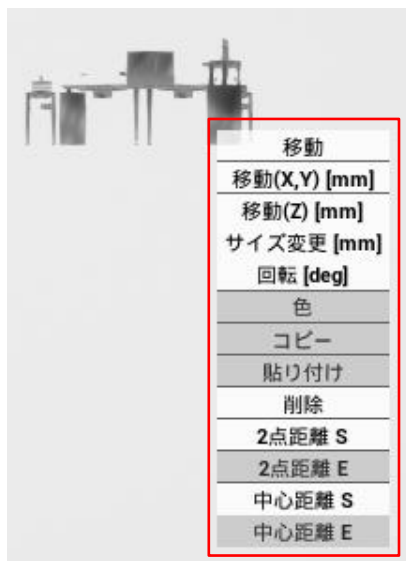 移動
移動(X,Y) [mm]
移動(Z) [mm]
サイズ変更 [mm]
回転 [deg]
色
コピー
貼り付け
削除
2点距離 S
2点距離 E
中心距離 S
中心距離 E